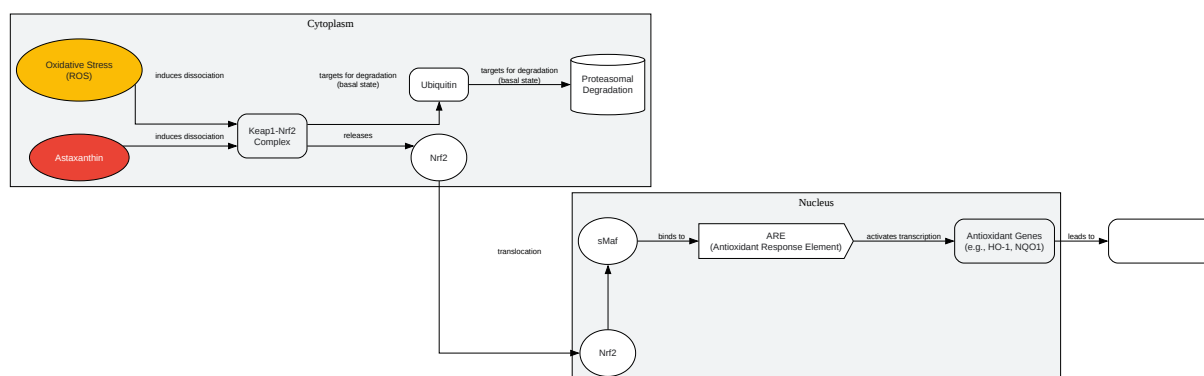 Cytoplasm
Oxidative Stress
(ROS)
induces dissociation
targets for degradation
(basal state)
Ubiquitin
targets for degradation
(basal state)
Proteasomal
Degradation
Keap1-Nrf2
Complex
induces dissociation
releases
Astaxanthin
Nrf2
translocation
Nucleus
sMaf
binds to
ARE
(Antioxidant Response Element)
activates transcription
Antioxidant Genes
(e.g., HO-1, NQO1)
leads to
Nrf2